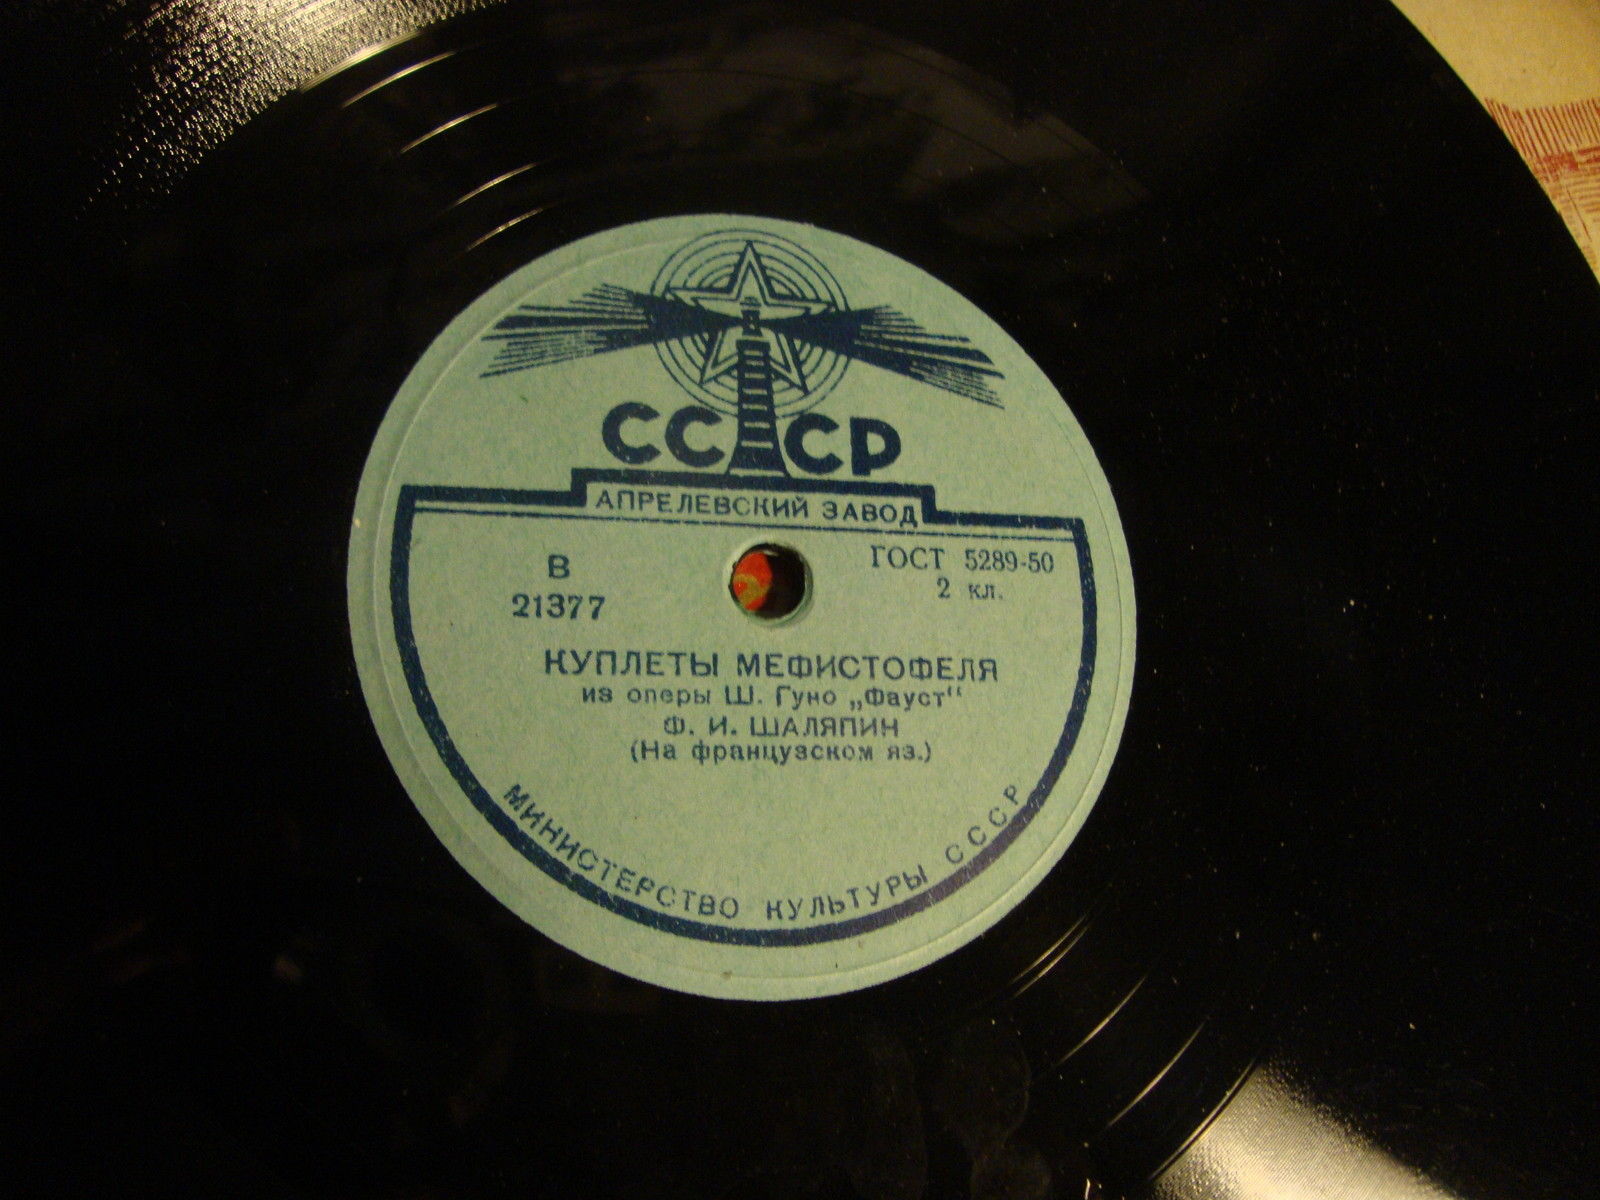 СССР
АПРЕЛЕВСКИЙ ЗАВОД
В
21377
ГОСТ 5289-50
2 кл.
КУПЛЕТЫ МЕФИСТОФЕЛЯ
из оперы Ш. Гуно „Фауст“
Ф. И. ШАЛЯПИН
(На французском яз.)
МИНИСТЕРСТВО КУЛЬТУРЫ СССР